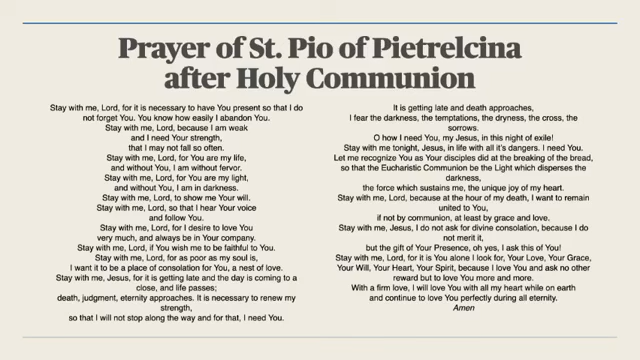 Prayer of St. Pio of Pietrelcina
after Holy Communion
Stay with me, Lord, for it is necessary to have You present so that I do
not forget You. You know how easily I abandon You.
Stay with me, Lord, because I am weak
and I need Your strength,
that I may not fall so often.
Stay with me, Lord, for You are my life,
and without You, I am without fervor.
Stay with me, Lord, for You are my light,
and without You, I am in darkness.
Stay with me, Lord, to show me Your will.
Stay with me, Lord, so that I hear Your voice
and follow You.
Stay with me, Lord, for I desire to love You
very much, and always be in Your company.
Stay with me, Lord, if You wish me to be faithful to You.
Stay with me, Lord, for as poor as my soul is,
I want it to be a place of consolation for You, a nest of love.
Stay with me, Jesus, for it is getting late and the day is coming to a
close, and life passes;
death, judgment, eternity approaches. It is necessary to renew my
strength,
so that I will not stop along the way and for that, I need You.
It is getting late and death approaches,
I fear the darkness, the temptations, the dryness, the cross, the
sorrows.
O how I need You, my Jesus, in this night of exile!
Stay with me tonight, Jesus, in life with all it's dangers. I need You.
Let me recognize You as Your disciples did at the breaking of the bread,
so that the Eucharistic Communion be the Light which disperses the
darkness,
the force which sustains me, the unique joy of my heart.
Stay with me, Lord, because at the hour of my death, I want to remain
united to You,
if not by communion, at least by grace and love.
Stay with me, Jesus, I do not ask for divine consolation, because I do
not merit it,
but the gift of Your Presence, oh yes, I ask this of You!
Stay with me, Lord, for it is You alone I look for, Your Love, Your Grace,
Your Will, Your Heart, Your Spirit, because I love You and ask no other
reward but to love You more and more.
With a firm love, I will love You with all my heart while on earth
and continue to love You perfectly during all eternity.
Amen